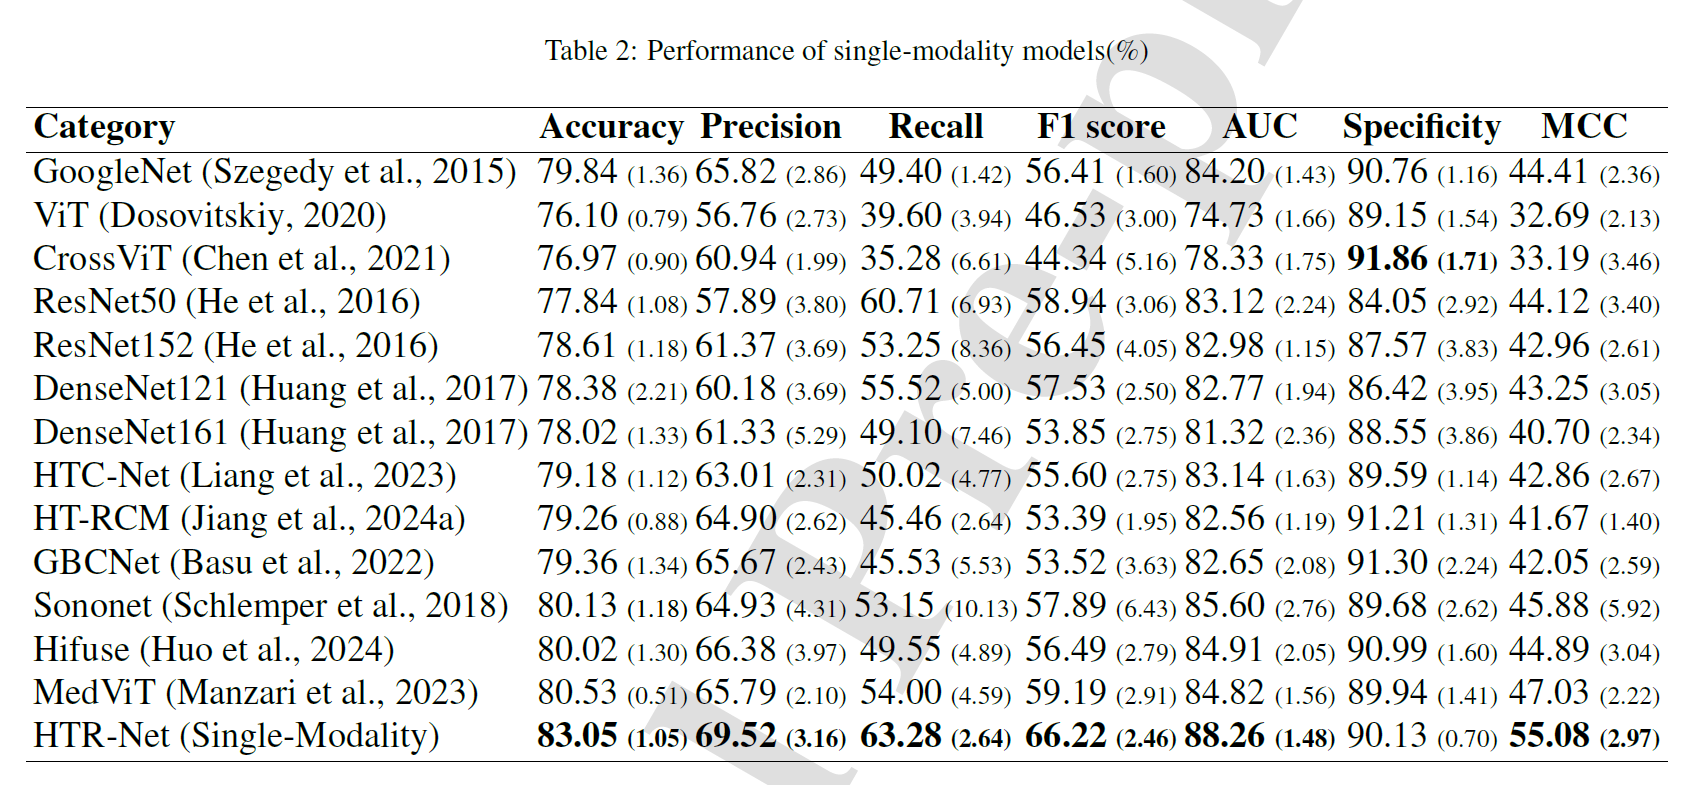 Table 2: Performance of single-modality models(%)
Category Accuracy Precision Recall F1 score AUC Specificity MCC
GoogleNet (Szegedy et al., 2015) 79.84 (1.36) 65.82 (2.86) 49.40 (1.42) 56.41 (1.60) 84.20 (1.43) 90.76 (1.16) 44.41 (2.36)
ViT (Dosovitskiy, 2020) 76.10 (0.79) 56.76 (2.73) 39.60 (3.94) 46.53 (3.00) 74.73 (1.66) 89.15 (1.54) 32.69 (2.13)
CrossViT (Chen et al., 2021) 76.97 (0.90) 60.94 (1.99) 35.28 (6.61) 44.34 (5.16) 78.33 (1.75) 91.86 (1.71) 33.19 (3.46)
ResNet50 (He et al., 2016) 77.84 (1.08) 57.89 (3.80) 60.71 (6.93) 58.94 (3.06) 83.12 (2.24) 84.05 (2.92) 44.12 (3.40)
ResNet152 (He et al., 2016) 78.61 (1.18) 61.37 (3.69) 53.25 (8.36) 56.45 (4.05) 82.98 (1.15) 87.57 (3.83) 42.96 (2.61)
DenseNet121 (Huang et al., 2017) 78.38 (2.21) 60.18 (3.69) 55.52 (5.00) 57.53 (2.50) 82.77 (1.94) 86.42 (3.95) 43.25 (3.05)
DenseNet161 (Huang et al., 2017) 78.02 (1.33) 61.33 (5.29) 49.10 (7.46) 53.85 (2.75) 81.32 (2.36) 88.55 (3.86) 40.70 (2.34)
HTC-Net (Liang et al., 2023) 79.18 (1.12) 63.01 (2.31) 50.02 (4.77) 55.60 (2.75) 83.14 (1.63) 89.59 (1.14) 42.86 (2.67)
HT-RCM (Jiang et al., 2024a) 79.26 (0.88) 64.90 (2.62) 45.46 (2.64) 53.39 (1.95) 82.56 (1.19) 91.21 (1.31) 41.67 (1.40)
GBCNet (Basu et al., 2022) 79.36 (1.34) 65.67 (2.43) 45.53 (5.53) 53.52 (3.63) 82.65 (2.08) 91.30 (2.24) 42.05 (2.59)
Sononet (Schlemper et al., 2018) 80.13 (1.18) 64.93 (4.31) 53.15 (10.13) 57.89 (6.43) 85.60 (2.76) 89.68 (2.62) 45.88 (5.92)
Hifuse (Huo et al., 2024) 80.02 (1.30) 66.38 (3.97) 49.55 (4.89) 56.49 (2.79) 84.91 (2.05) 90.99 (1.60) 44.89 (3.04)
MedViT (Manzari et al., 2023) 80.53 (0.51) 65.79 (2.10) 54.00 (4.59) 59.19 (2.91) 84.82 (1.56) 89.94 (1.41) 47.03 (2.22)
HTR-Net (Single-Modality) 83.05 (1.05) 69.52 (3.16) 63.28 (2.64) 66.22 (2.46) 88.26 (1.48) 90.13 (0.70) 55.08 (2.97)